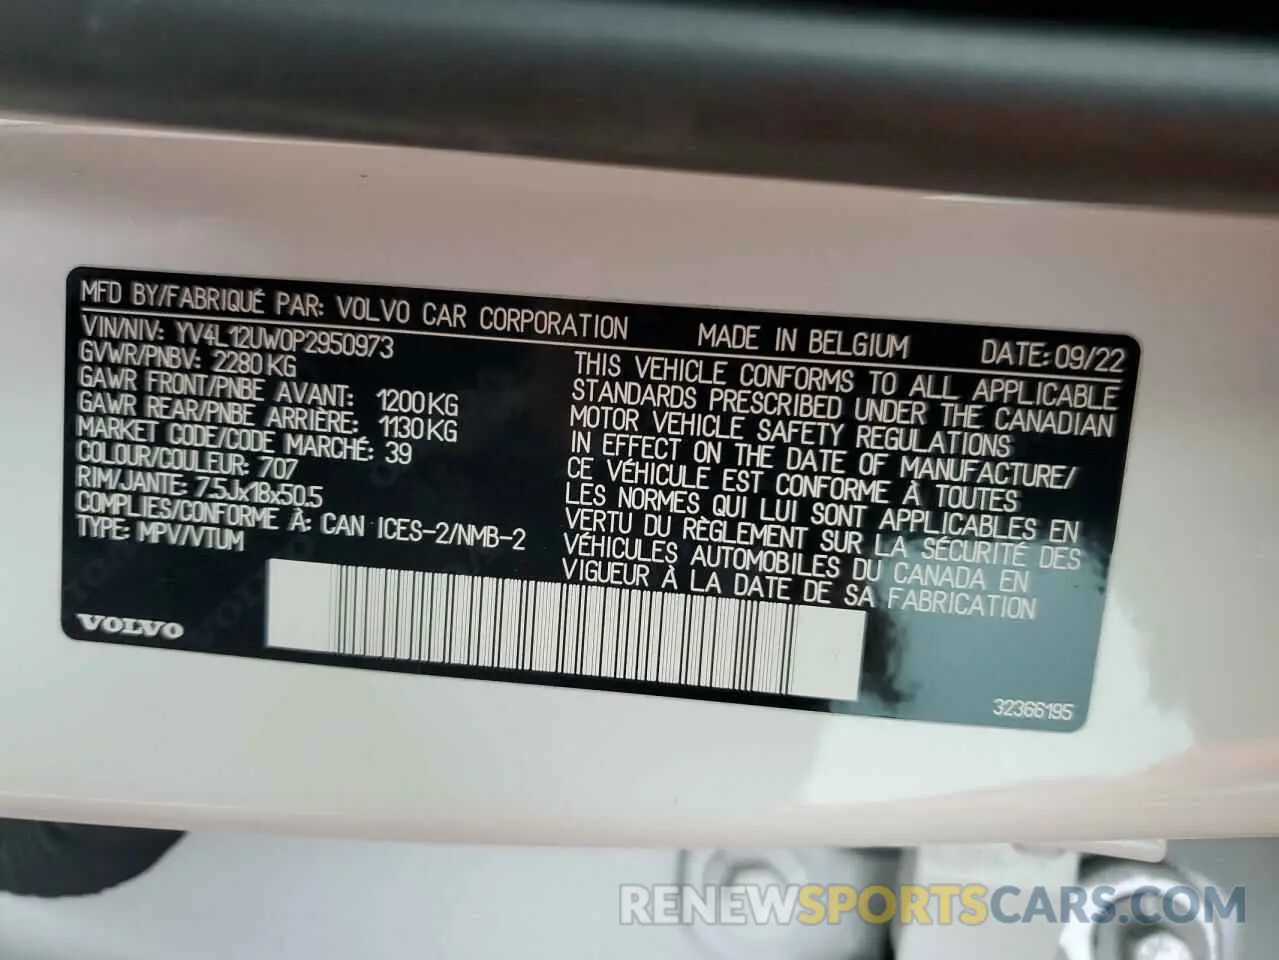 MFD BY/FABRIQUÉ PAR: VOLVO CAR CORPORATION MADE IN BELGIUM DATE: 09/22
VIN/NIV: YV4L12UW0P2950973
GVWR/PNBV: 2280 KG
GAWR FRONT/PNBE AVANT: 1200 KG
GAWR REAR/PNBE ARRIÈRE: 1130 KG
MARKET CODE/CODE MARCHÉ: 39
COLOUR/COULEUR: 707
RIM/JANTE: 7.5Jx18x50.5
COMPLIES/CONFORME À: CAN ICES-2/NMB-2
TYPE: MPV/VTUM
THIS VEHICLE CONFORMS TO ALL APPLICABLE
STANDARDS PRESCRIBED UNDER THE CANADIAN
MOTOR VEHICLE SAFETY REGULATIONS
IN EFFECT ON THE DATE OF MANUFACTURE/
CE VÉHICULE EST CONFORME À TOUTES
LES NORMES QUI LUI SONT APPLICABLES EN
VERTU DU RÈGLEMENT SUR LA SÉCURITÉ DES
VÉHICULES AUTOMOBILES DU CANADA EN
VIGUEUR À LA DATE DE SA FABRICATION
VOLVO
32366195
RENEWSPORTSCARS.COM